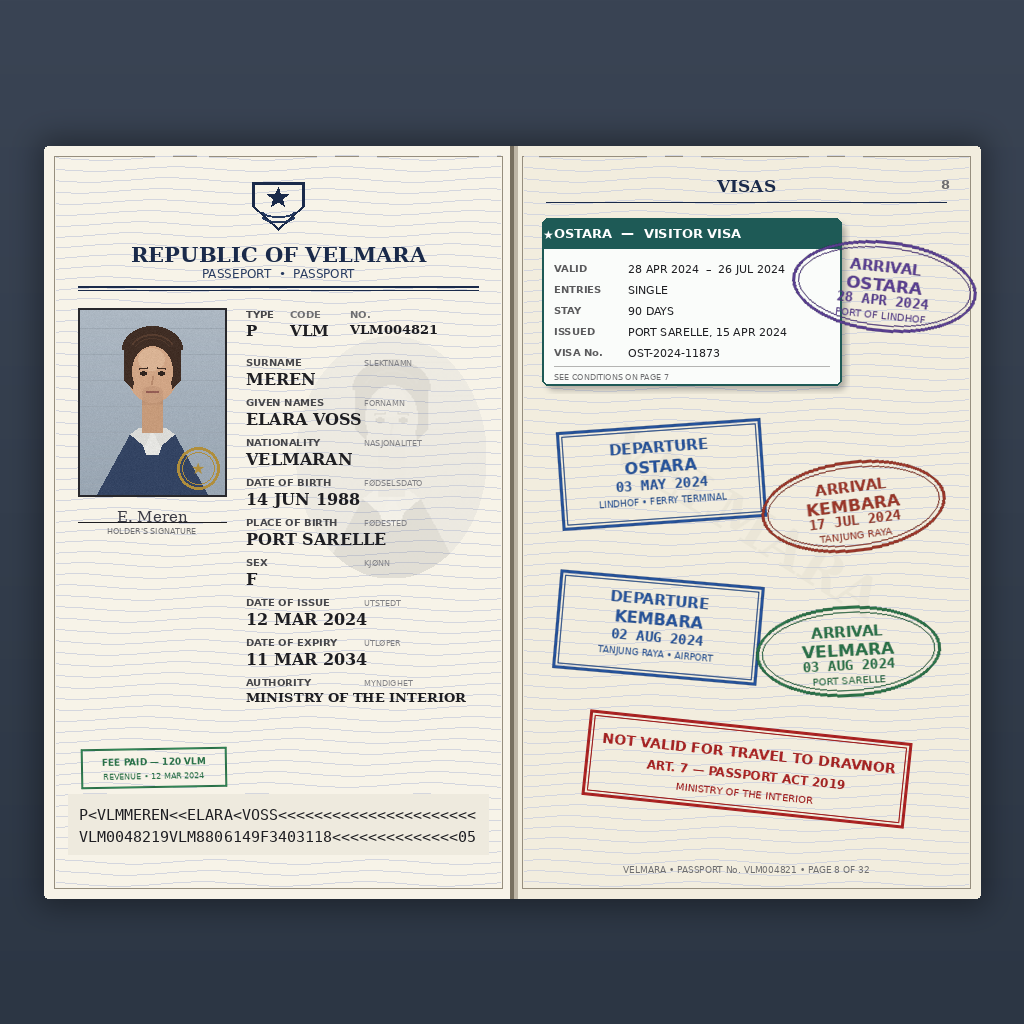 REPUBLIC OF VELMARA
PASSEPORT • PASSPORT
TYPE CODE NO.
P VLM VLM004821
SURNAME SLEKTNAMN
MEREN
GIVEN NAMES FORNAMN
ELARA VOSS
NATIONALITY NASJONALITET
VELMARAN
DATE OF BIRTH FØDSELSDATO
14 JUN 1988
PLACE OF BIRTH FØDESTED
PORT SARELLE
SEX KJØNN
F
DATE OF ISSUE UTSTEDT
12 MAR 2024
DATE OF EXPIRY UTLØPER
11 MAR 2034
AUTHORITY MYNDIGHET
MINISTRY OF THE INTERIOR
E. Meren
HOLDER'S SIGNATURE
FEE PAID — 120 VLM
REVENUE • 12 MAR 2024
P<VLMMEREN<<ELARA<VOSS<<<<<<<<<<<<<<<<<<<<<<
VLM0048219VLM8806149F3403118<<<<<<<<<<<<<<05
VISAS
8
★OSTARA — VISITOR VISA
VALID 28 APR 2024 – 26 JUL 2024
ENTRIES SINGLE
STAY 90 DAYS
ISSUED PORT SARELLE, 15 APR 2024
VISA No. OST-2024-11873
SEE CONDITIONS ON PAGE 7
ARRIVAL
OSTARA
28 APR 2024
PORT OF LINDHOF
DEPARTURE
OSTARA
03 MAY 2024
LINDHOF • FERRY TERMINAL
ARRIVAL
KEMBARA
17 JUL 2024
TANJUNG RAYA
DEPARTURE
KEMBARA
02 AUG 2024
TANJUNG RAYA • AIRPORT
ARRIVAL
VELMARA
03 AUG 2024
PORT SARELLE
NOT VALID FOR TRAVEL TO DRAVNOR
ART. 7 — PASSPORT ACT 2019
MINISTRY OF THE INTERIOR
VELMARA • PASSPORT No. VLM004821 • PAGE 8 OF 32